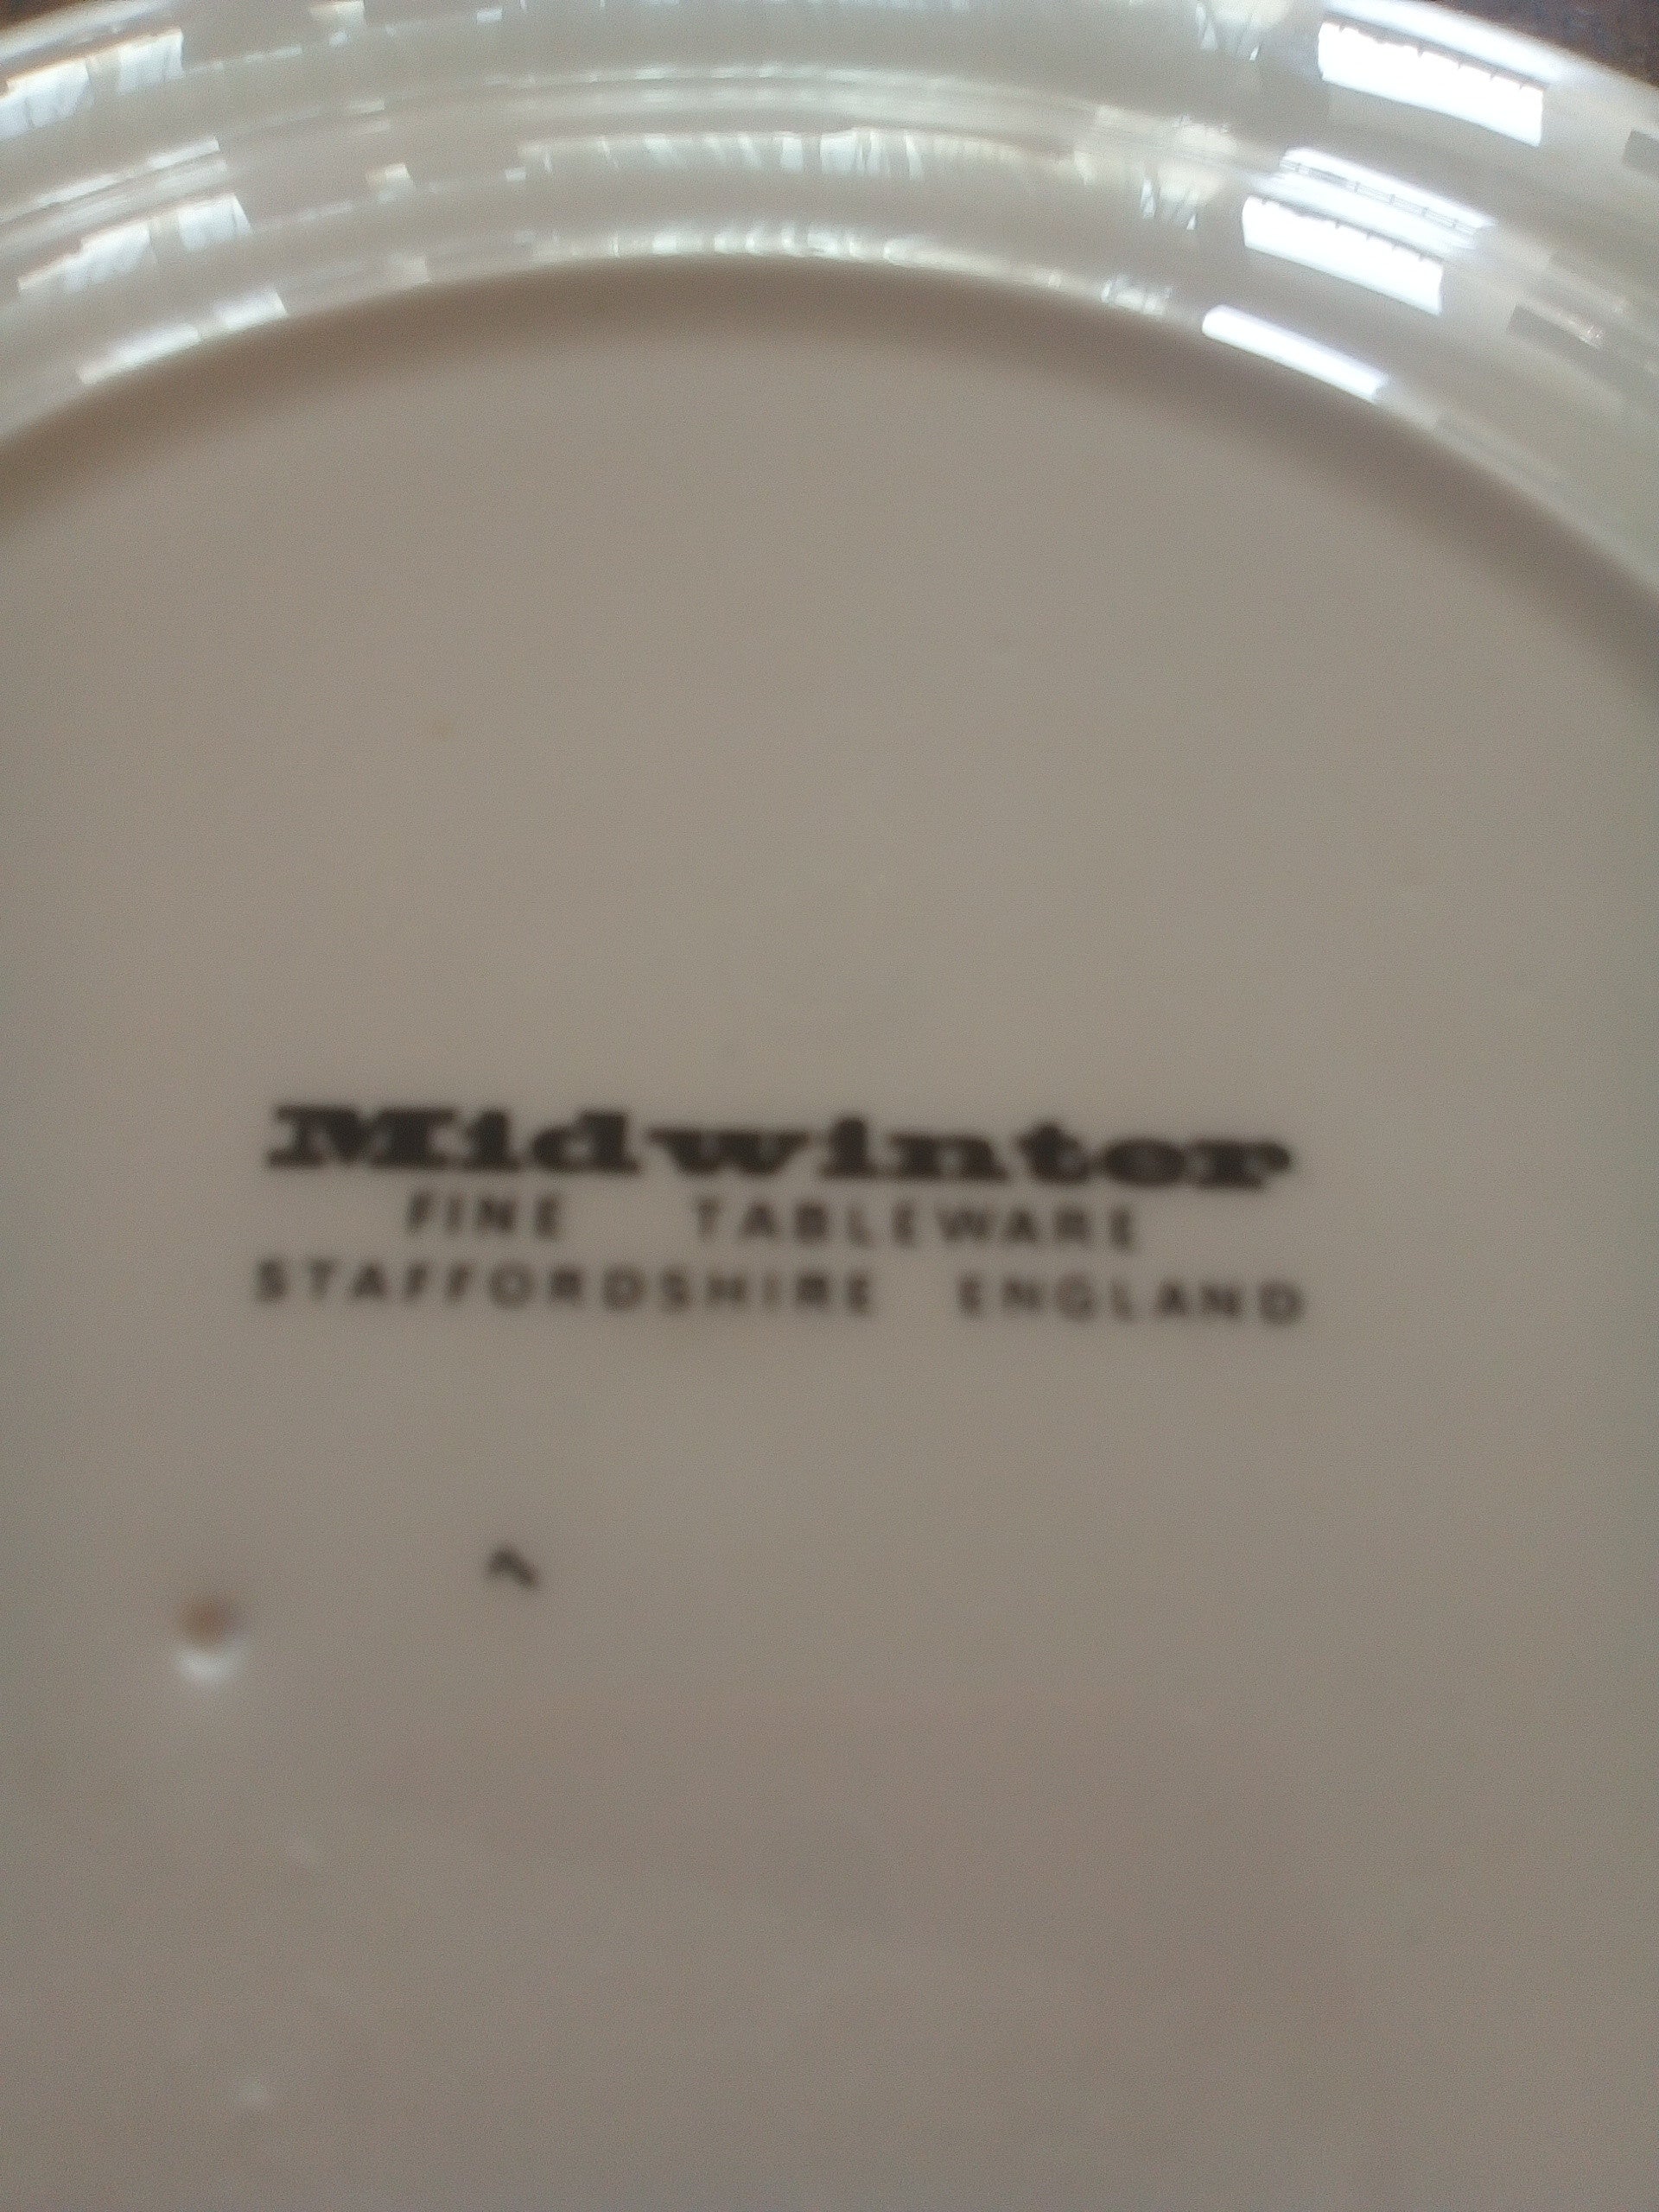 Midwinter
FINE TABLEWARE
STAFFORDSHIRE ENGLAND